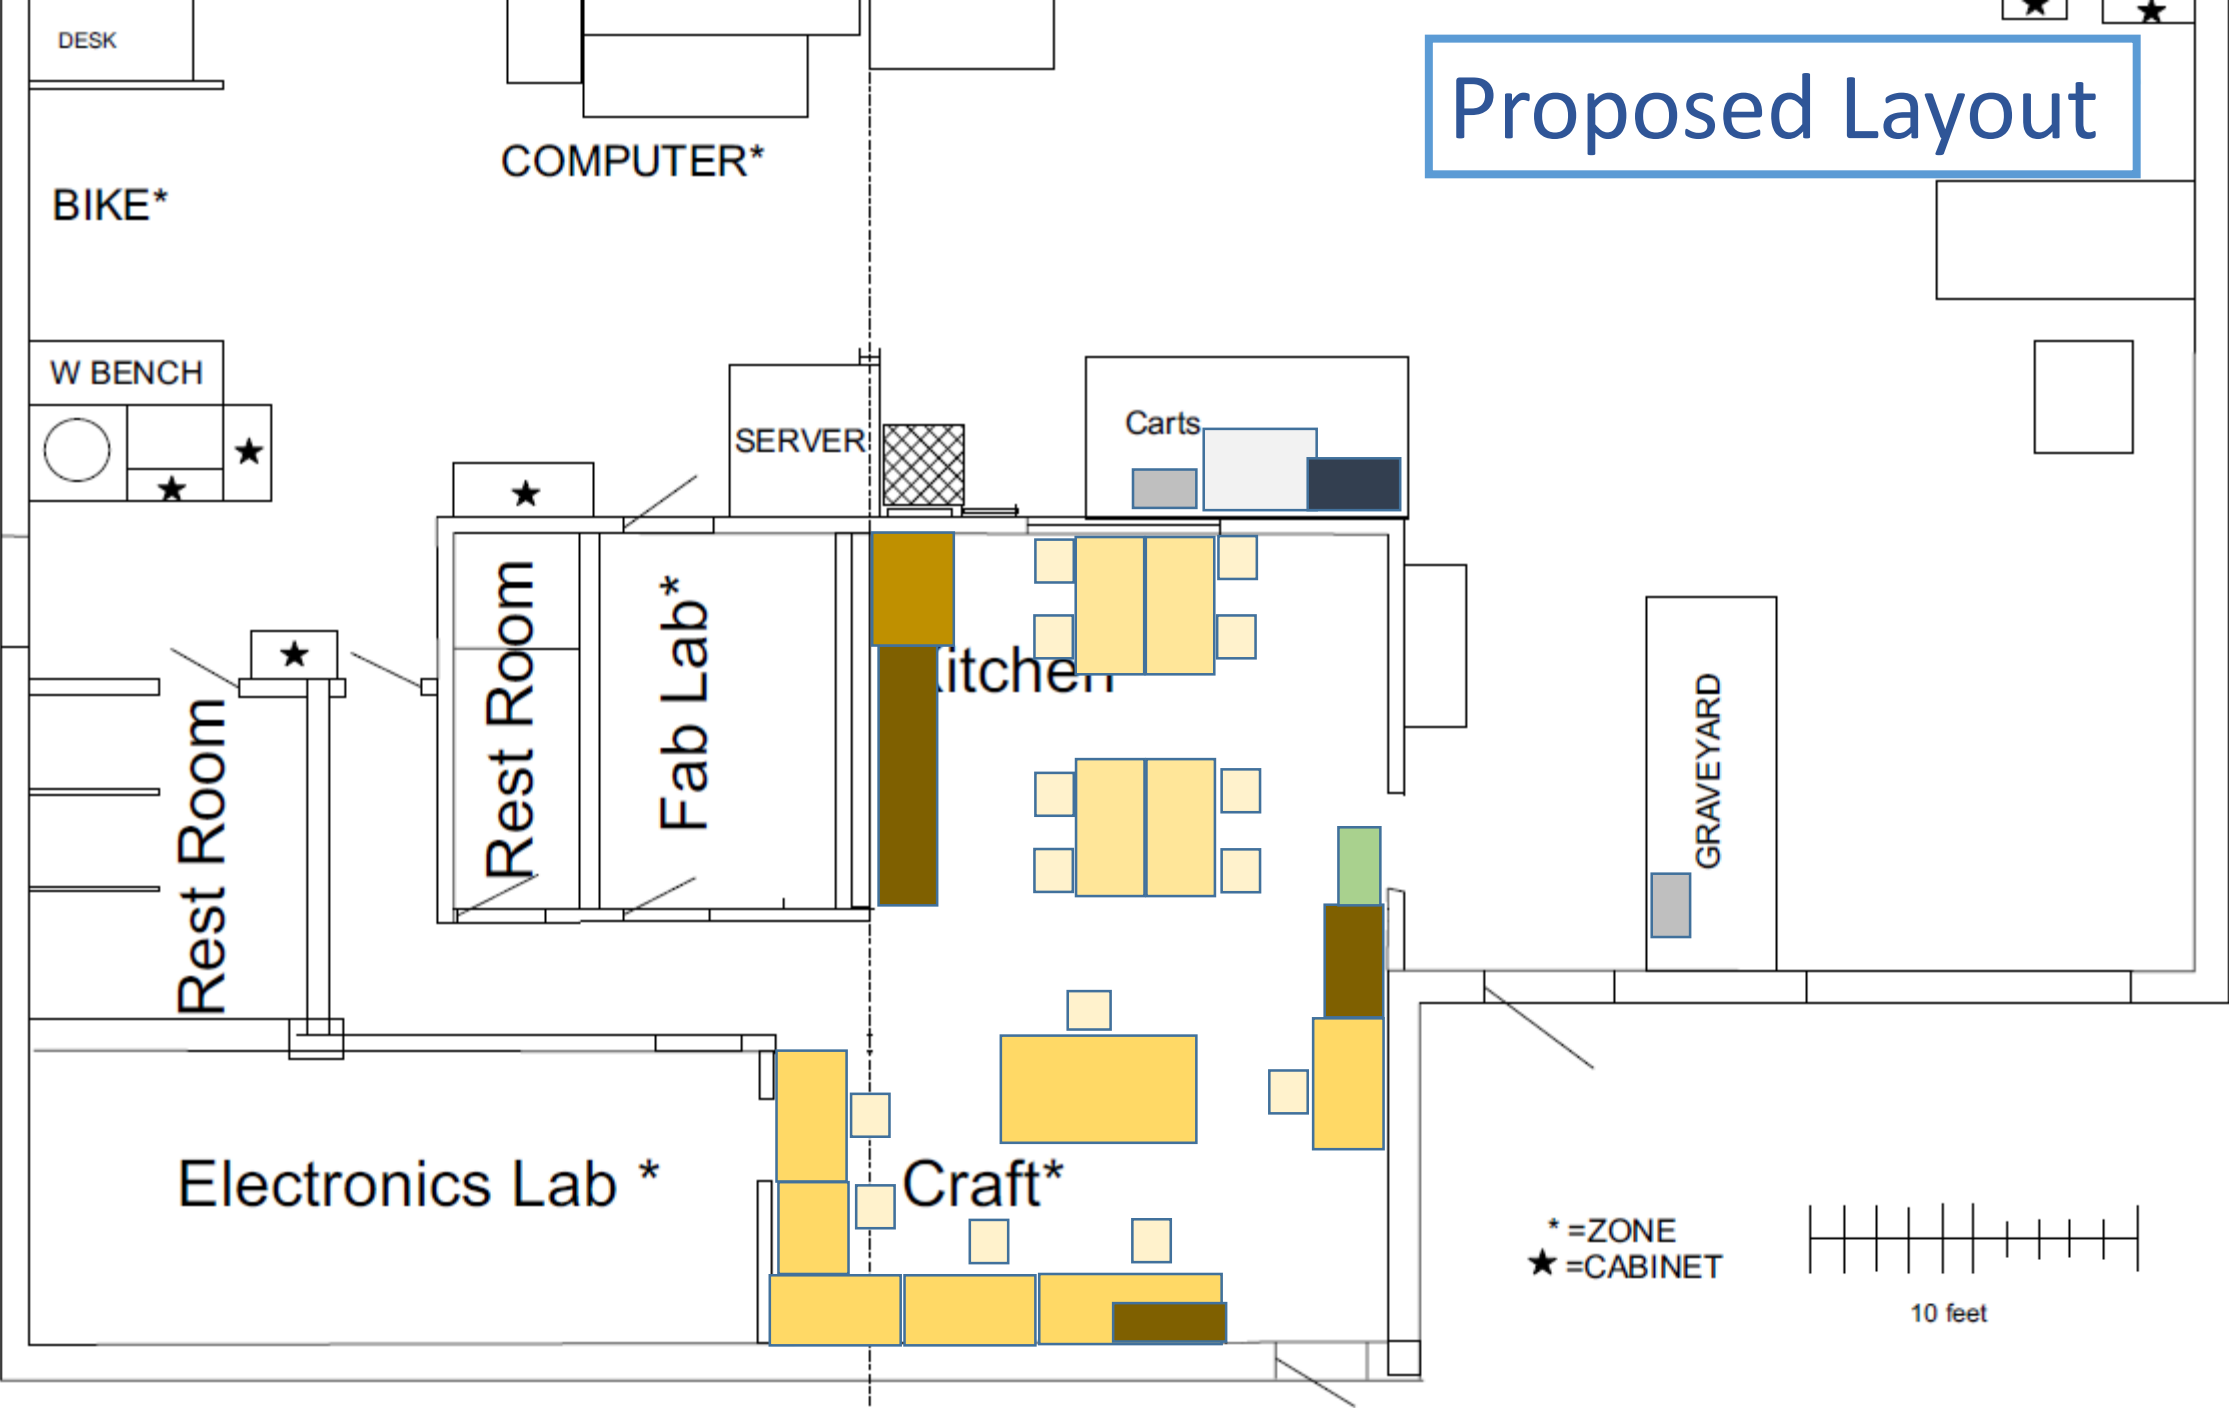 DESK
Proposed Layout
COMPUTER*
BIKE*
W BENCH
SERVER
Carts
Rest Room
Fab Lab*
itchen
Rest Room
GRAVEYARD
Electronics Lab *
Craft*
* =ZONE
★ =CABINET
10 feet